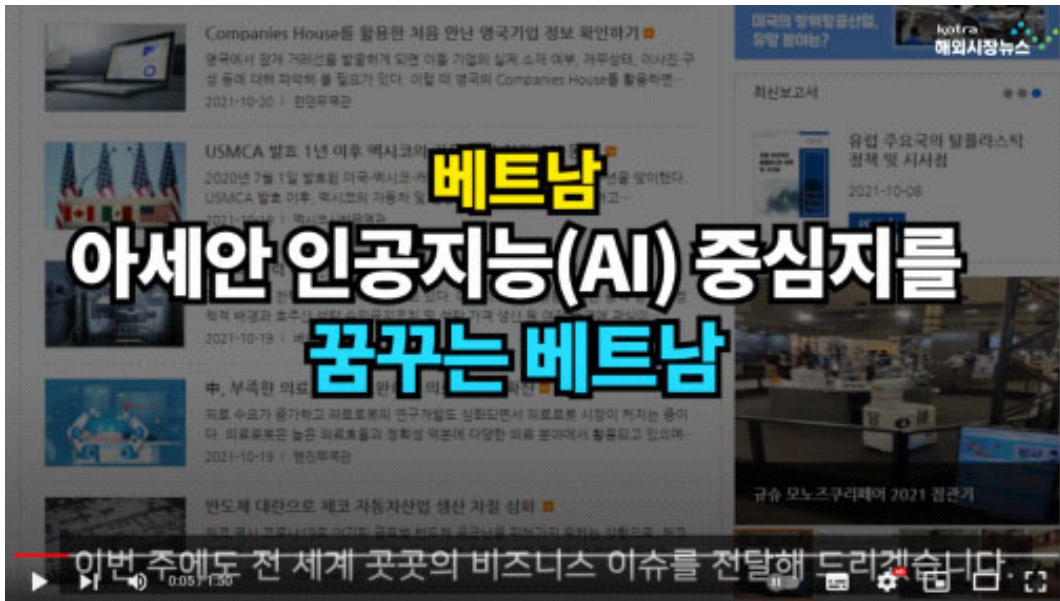 Companies House를 활용한 처음 만난 영국기업 정보 확인하기
영국에서 잠재 거래선을 발굴하게 되면 이들 기업의 실제 소재 여부, 재무상태, 이사진 구
성 등에 대해 파악해 볼 필요가 있다. 이럴 때 영국의 Companies House를 활용하면…
2021-10-20 | 런던무역관
USMCA 발효 1년 이후 멕시코의
2020년 7월 1일 발효된 미국-멕시코-캐
USMCA 발효 이후, 멕시코의 자동차 및
2021-10-19
베트남
아세안 인공지능(AI) 중심지를
꿈꾸는 베트남
2021-10-19
中, 부족한 의료
의료 수요가 증가하고 의료로봇의 연구개발도 심화되면서 의료로봇 시장이 커지는 중이
다. 의료로봇은 높은 의료효율과 정확성 덕분에 다양한 의료 분야에서 활용되고 있으며…
2021-10-19 | 톈진무역관
반도체 대란으로 체코 자동차산업 생산 차질 심화
미국의 방위항공산업,
유망 분야는?
kotra
해외시장뉴스
최신보고서
유럽 주요국의 탈플라스틱
정책 및 시사점
2021-10-08
규슈 모노즈쿠리페어 2021 참관기
이번 주에도 전 세계 곳곳의 비즈니스 이슈를 전달해 드리겠습니다.
0:05 / 1:50